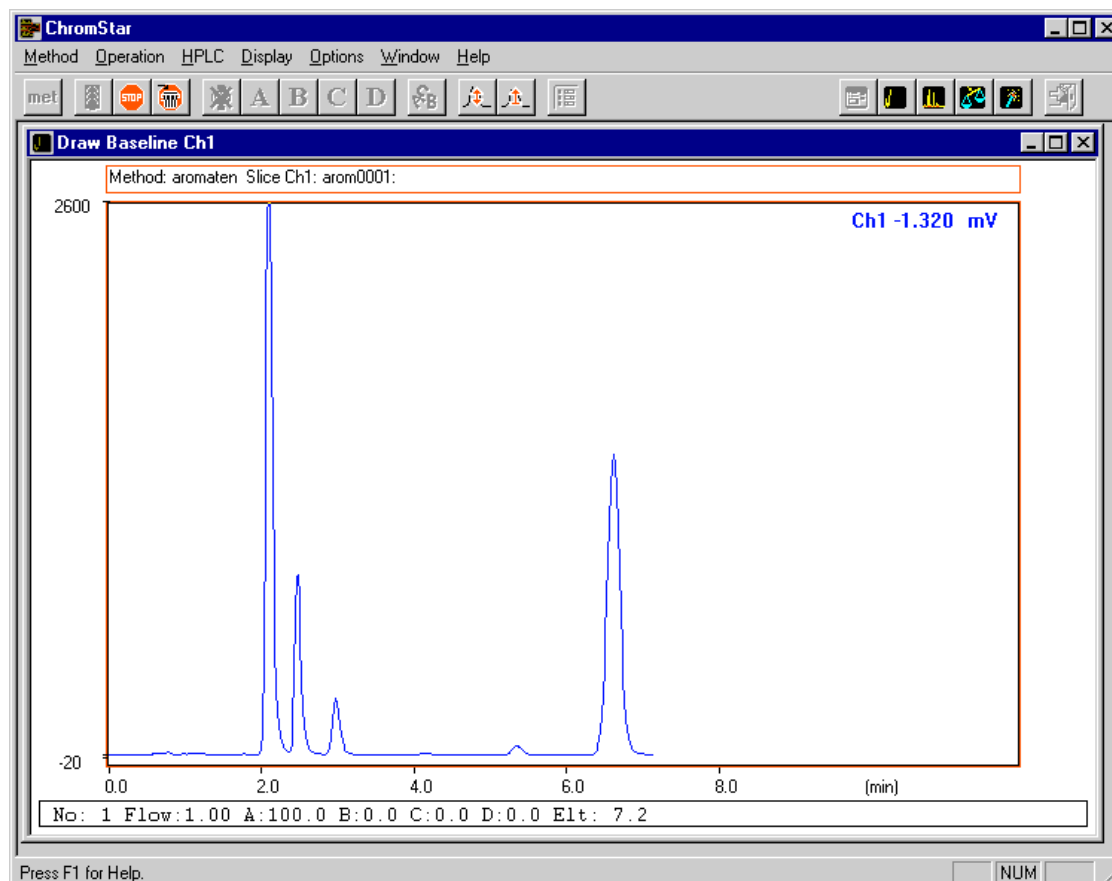 ChromStar
Method Operation HPLC Display Options Window Help
met STOP A B C D B
Draw Baseline Ch1
Method: aromaten Slice Ch1: arom0001:
2600
Ch1 -1.320 mV
-20
0.0 2.0 4.0 6.0 8.0 (min)
No: 1 Flow:1.00 A:100.0 B:0.0 C:0.0 D:0.0 Elt: 7.2
Press F1 for Help.
NUM